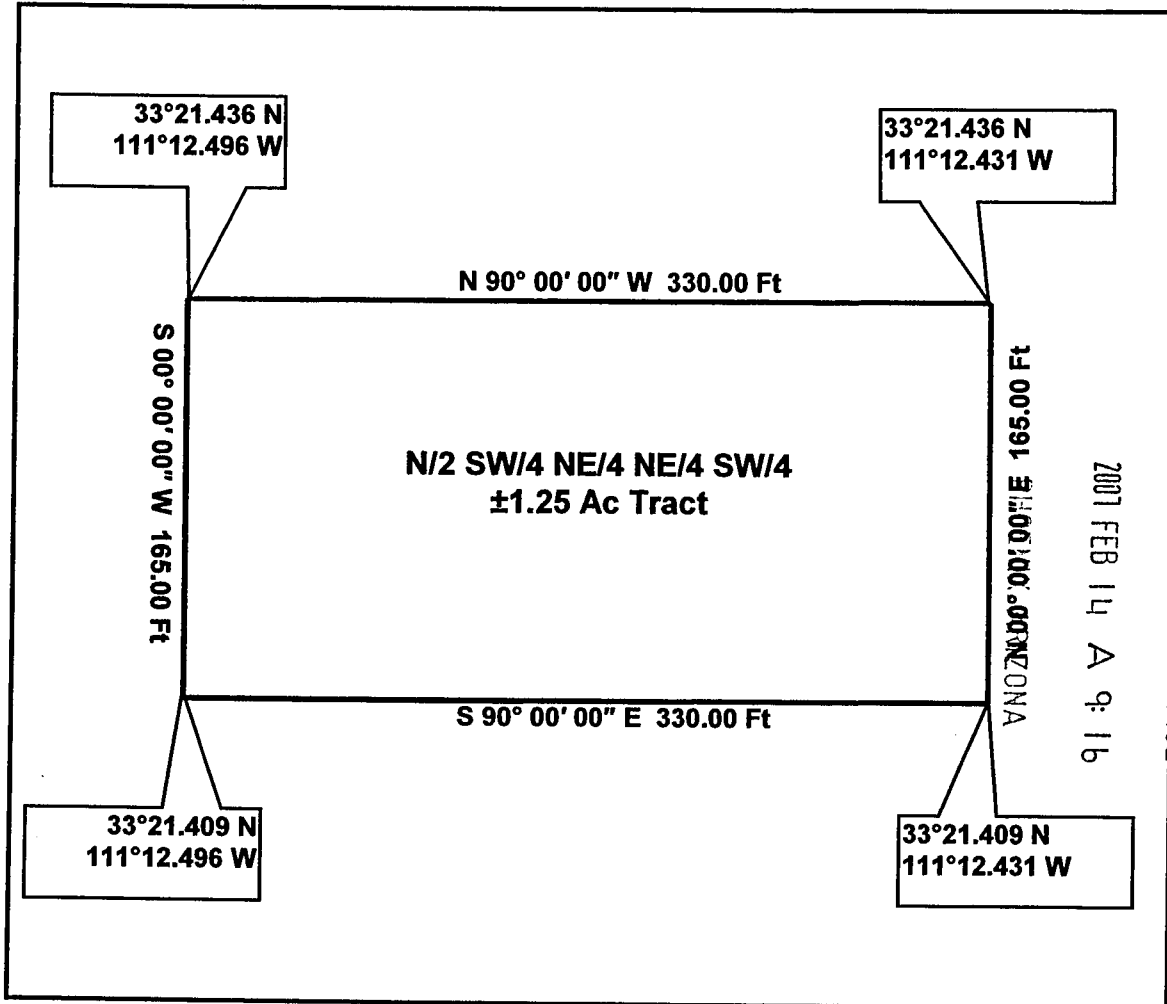 33°21.436 N
111°12.496 W
33°21.436 N
111°12.431 W
N 90° 00′ 00″ W 330.00 Ft
S 00° 00′ 00″ W 165.00 Ft
N/2 SW/4 NE/4 NE/4 SW/4
±1.25 Ac Tract
N 00° 00′ 00″ E 165.00 Ft
2007 FEB 14 A 9:16
S 90° 00′ 00″ E 330.00 Ft
33°21.409 N
111°12.496 W
33°21.409 N
111°12.431 W